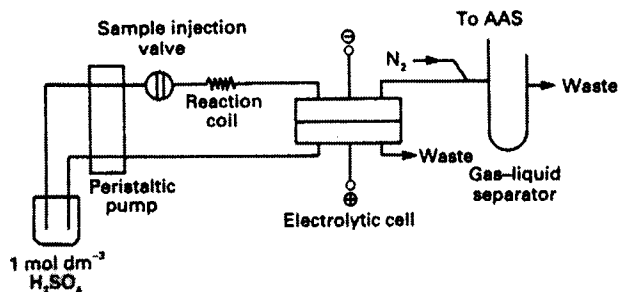 To AAS
Sample injection
valve
N₂
Waste
Reaction
coil
Waste
Peristaltic
pump
Gas–liquid
separator
Electrolytic cell
1 mol dm⁻³
H₂SO₄